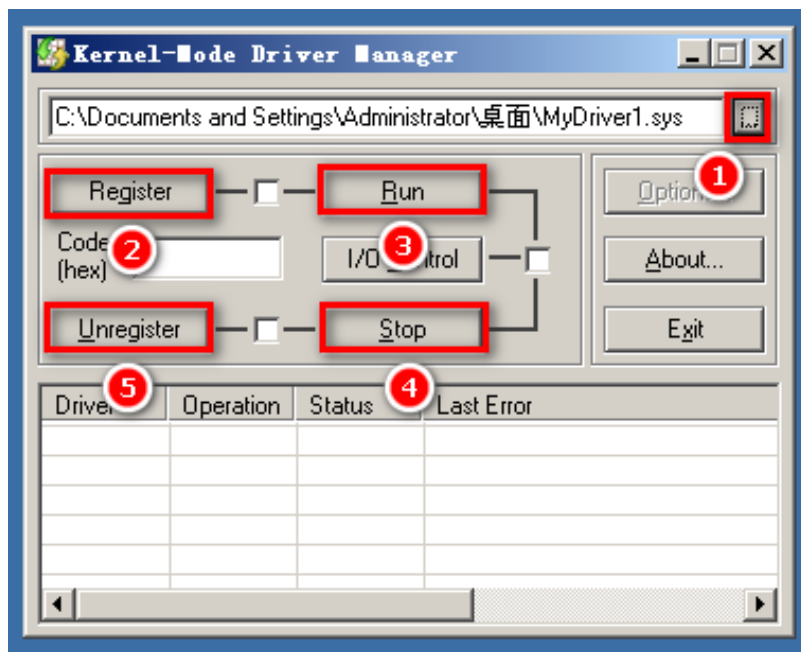 Kernel-Mode Driver Manager
C:\Documents and Settings\Administrator\桌面\MyDriver1.sys
1
Register
Run
2
3
Code
(hex)
I/O
About...
Unregister
Stop
Exit
5
4
Operation
Status
Last Error